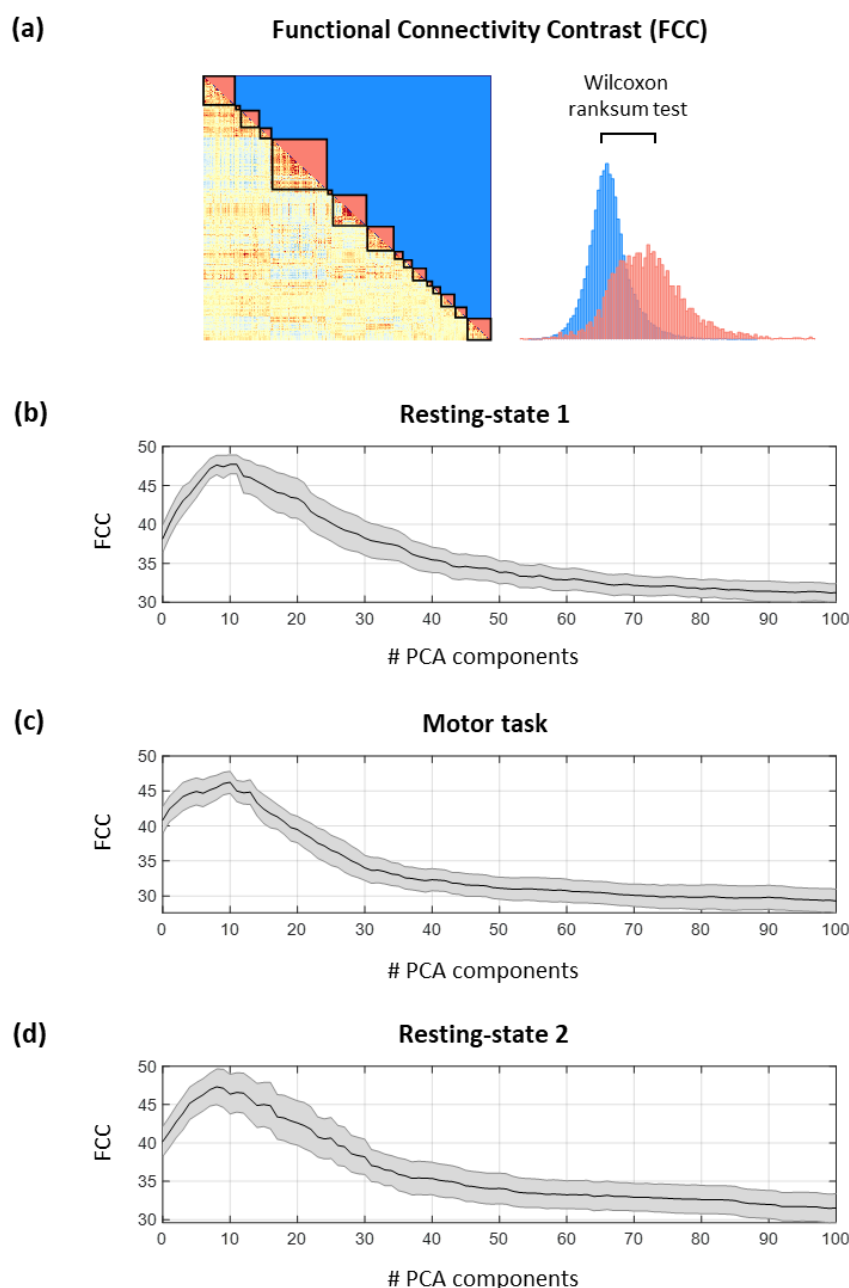 (a)
Functional Connectivity Contrast (FCC)
Wilcoxon
ranksum test
(b)
Resting-state 1
FCC
50
45
40
35
30
0 10 20 30 40 50 60 70 80 90 100
# PCA components
(c)
Motor task
FCC
50
45
40
35
30
0 10 20 30 40 50 60 70 80 90 100
# PCA components
(d)
Resting-state 2
FCC
50
45
40
35
30
0 10 20 30 40 50 60 70 80 90 100
# PCA components